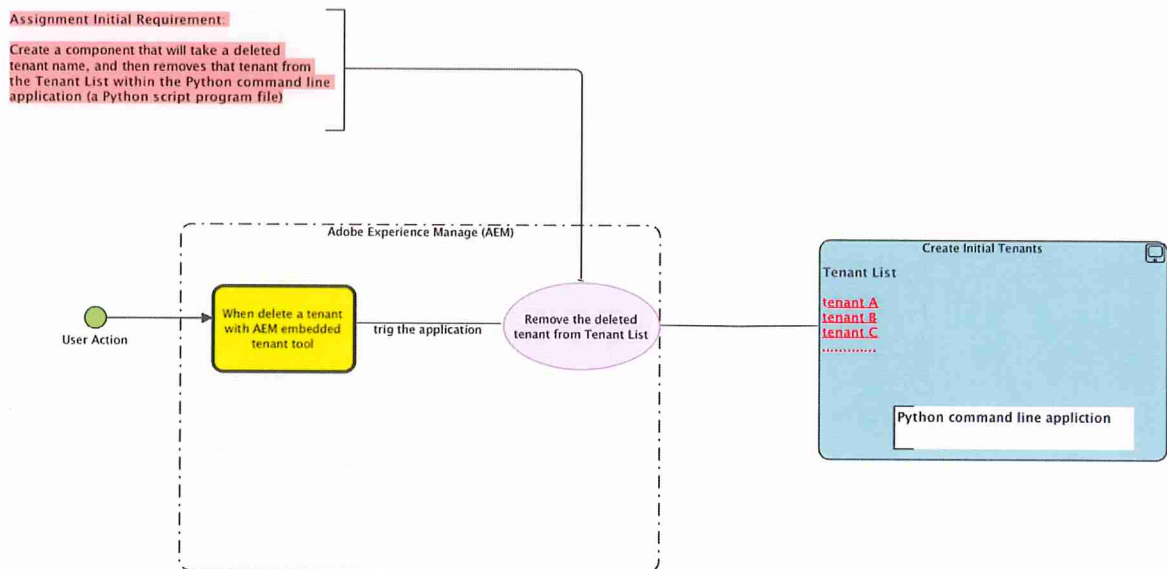 Assignment Initial Requirement:
Create a component that will take a deleted
tenant name, and then removes that tenant from
the Tenant List within the Python command line
application (a Python script program file)
Adobe Experience Manage (AEM)
User Action
When delete a tenant
with AEM embedded
tenant tool
trig the application
Remove the deleted
tenant from Tenant List
Create Initial Tenants
Tenant List
tenant A
tenant B
tenant C
.............
Python command line appliction